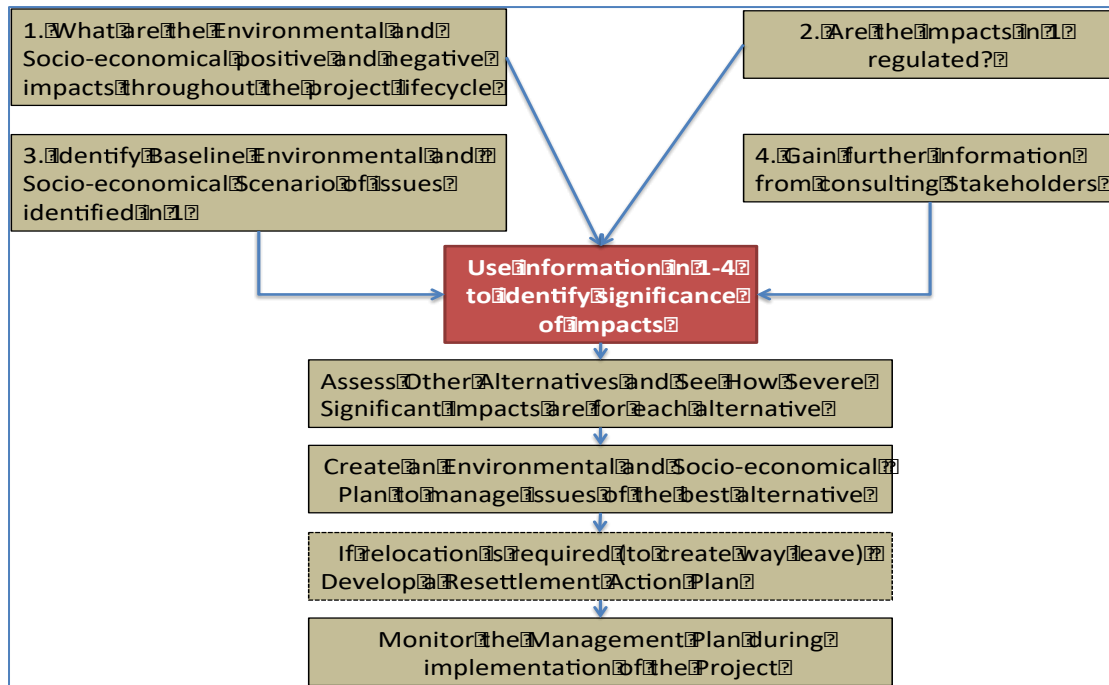 1. What are the Environmental and
Socio-economical positive and negative
impacts throughout the project lifecycle
2. Are the impacts in 1
regulated?
3. Identify Baseline Environmental and
Socio-economical Scenario of issues
identified in 1
4. Gain further information
from consulting Stakeholders
Use information in 1-4
to identify significance
of impacts
Assess Other Alternatives and See How Severe
Significant Impacts are for each alternative
Create an Environmental and Socio-economical
Plan to manage issues of the best alternative
If relocation is required (to create way leave)
Develop a Resettlement Action Plan
Monitor the Management Plan during
implementation of the Project